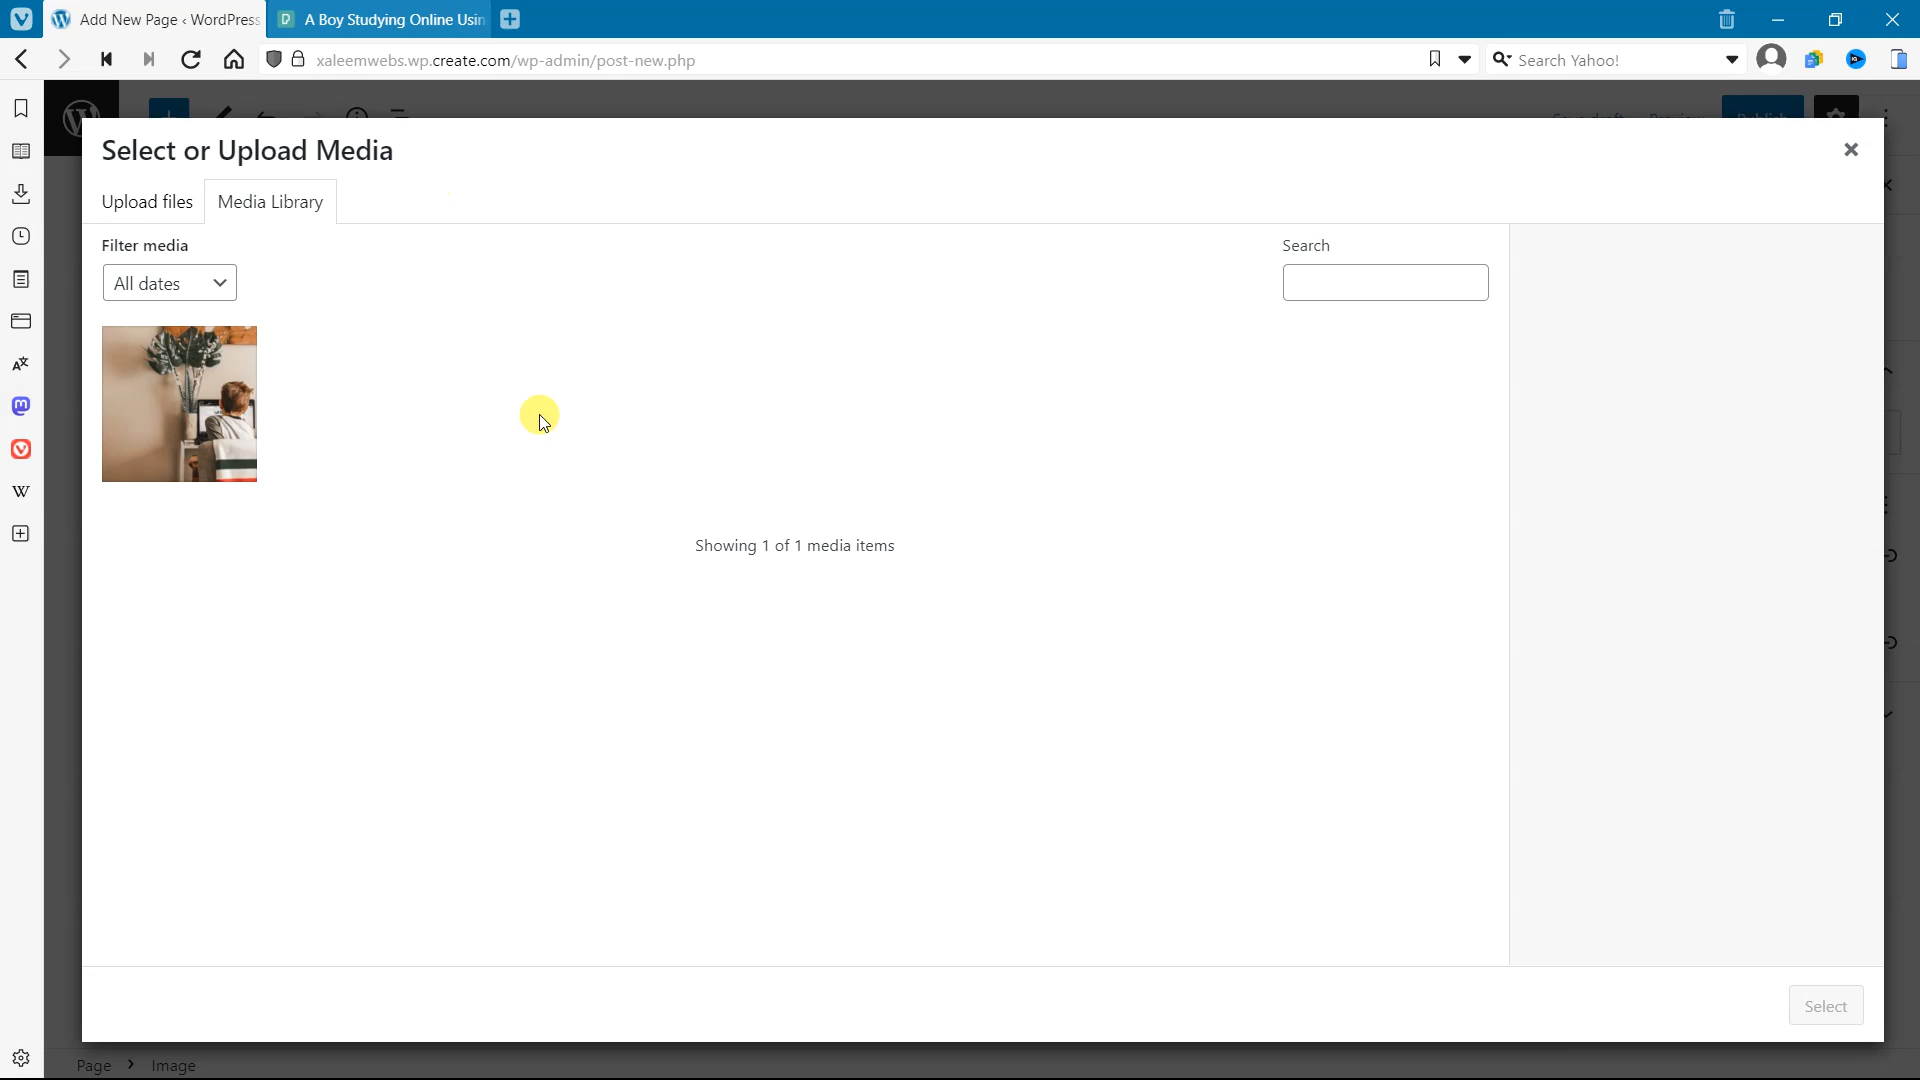 Add New Page ‹ WordPress
A Boy Studying Online Usin
xaleemwebs.wp.create.com/wp-admin/post-new.php
Search Yahoo!
Select or Upload Media
Upload files
Media Library
Filter media
Search
All dates
Showing 1 of 1 media items
Select
Page
Image